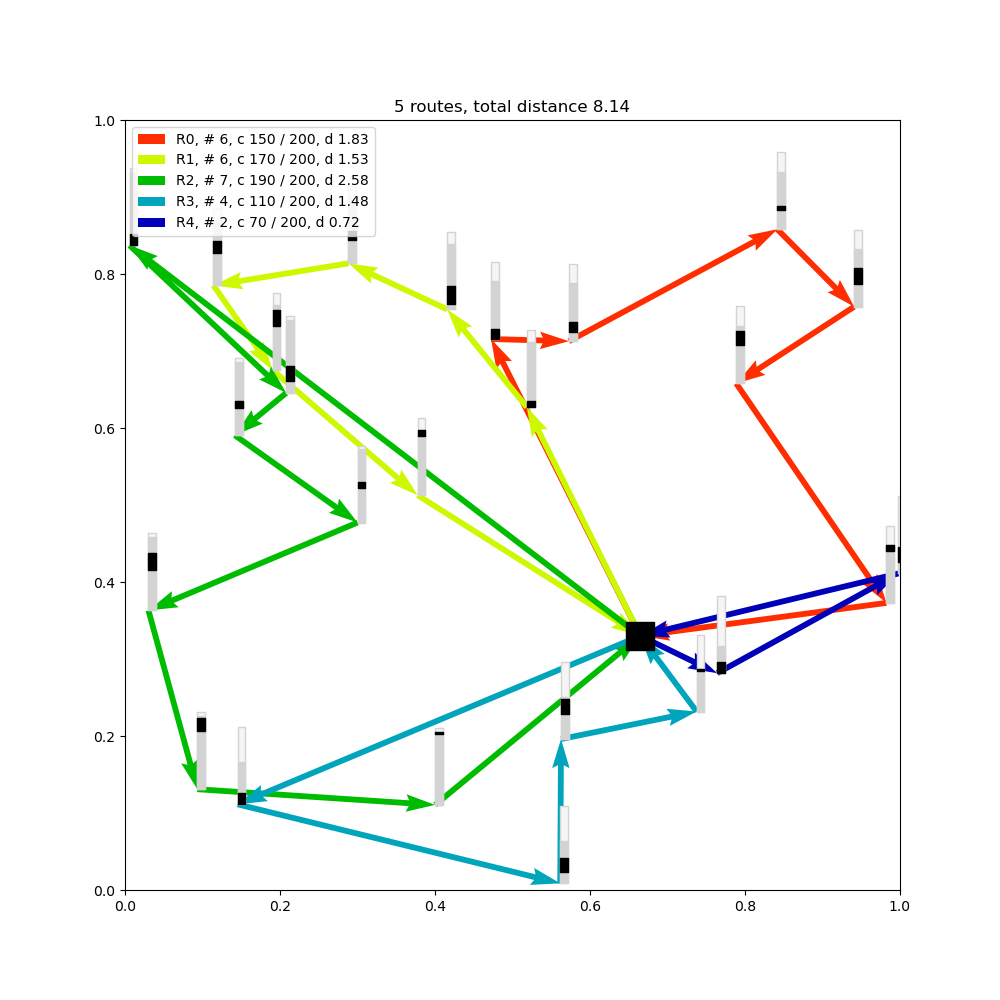 5 routes, total distance 8.14
R0, # 6, c 150 / 200, d 1.83
R1, # 6, c 170 / 200, d 1.53
R2, # 7, c 190 / 200, d 2.58
R3, # 4, c 110 / 200, d 1.48
R4, # 2, c 70 / 200, d 0.72
1.0
0.8
0.6
0.4
0.2
0.0
0.0 0.2 0.4 0.6 0.8 1.0